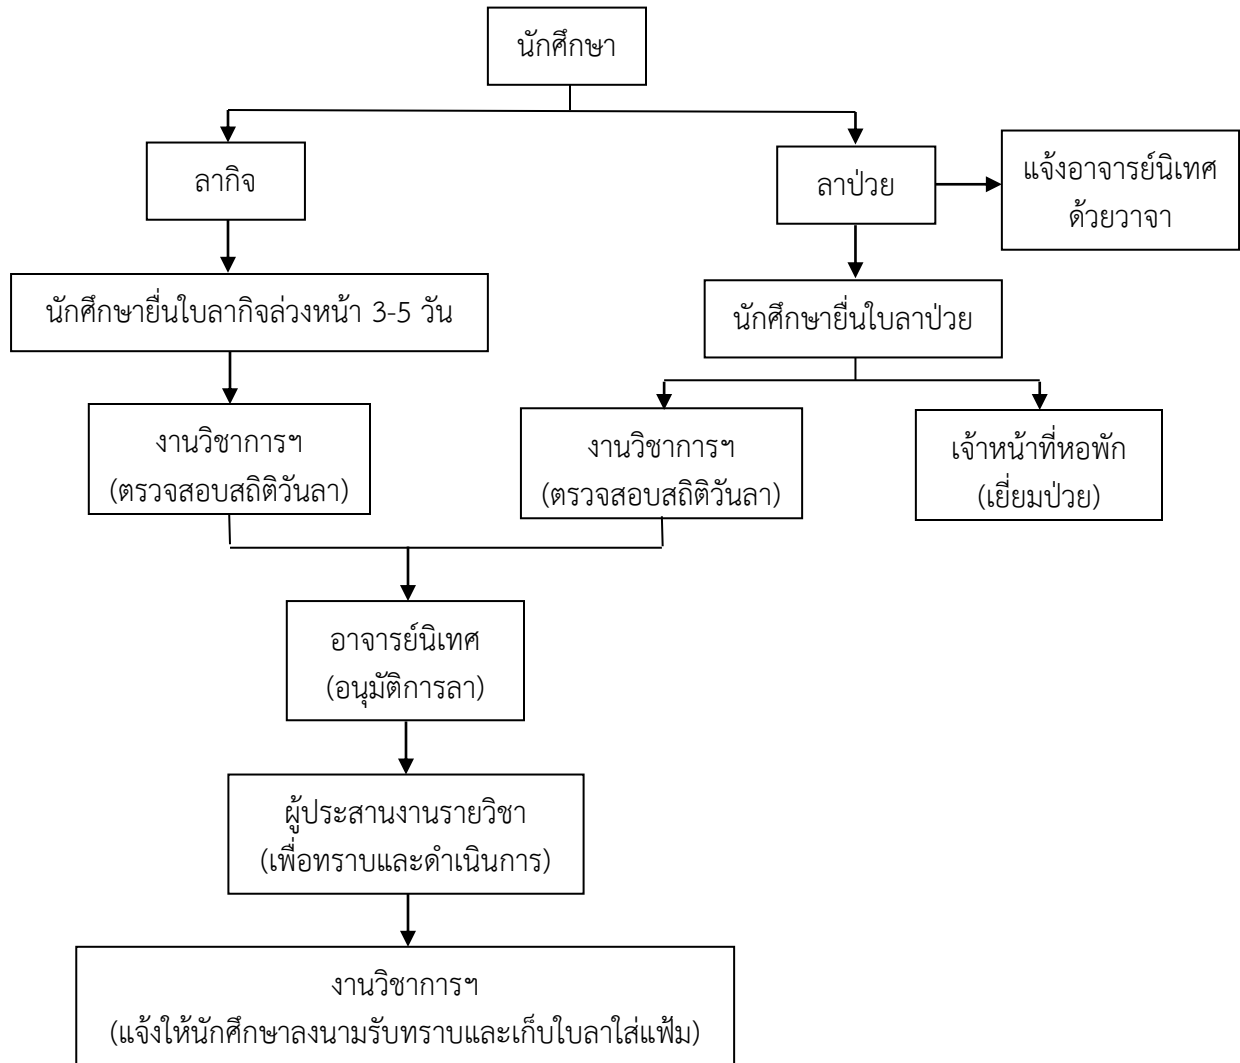 นักศึกษา
ลากิจ
ลาป่วย
แจ้งอาจารย์นิเทศ
ด้วยวาจา
นักศึกษายื่นใบลากิจล่วงหน้า 3-5 วัน
นักศึกษายื่นใบลาป่วย
งานวิชาการฯ
(ตรวจสอบสถิติวันลา)
งานวิชาการฯ
(ตรวจสอบสถิติวันลา)
เจ้าหน้าที่หอพัก
(เยี่ยมป่วย)
อาจารย์นิเทศ
(อนุมัติการลา)
ผู้ประสานงานรายวิชา
(เพื่อทราบและดำเนินการ)
งานวิชาการฯ
(แจ้งให้นักศึกษาลงนามรับทราบและเก็บใบลาใส่แฟ้ม)